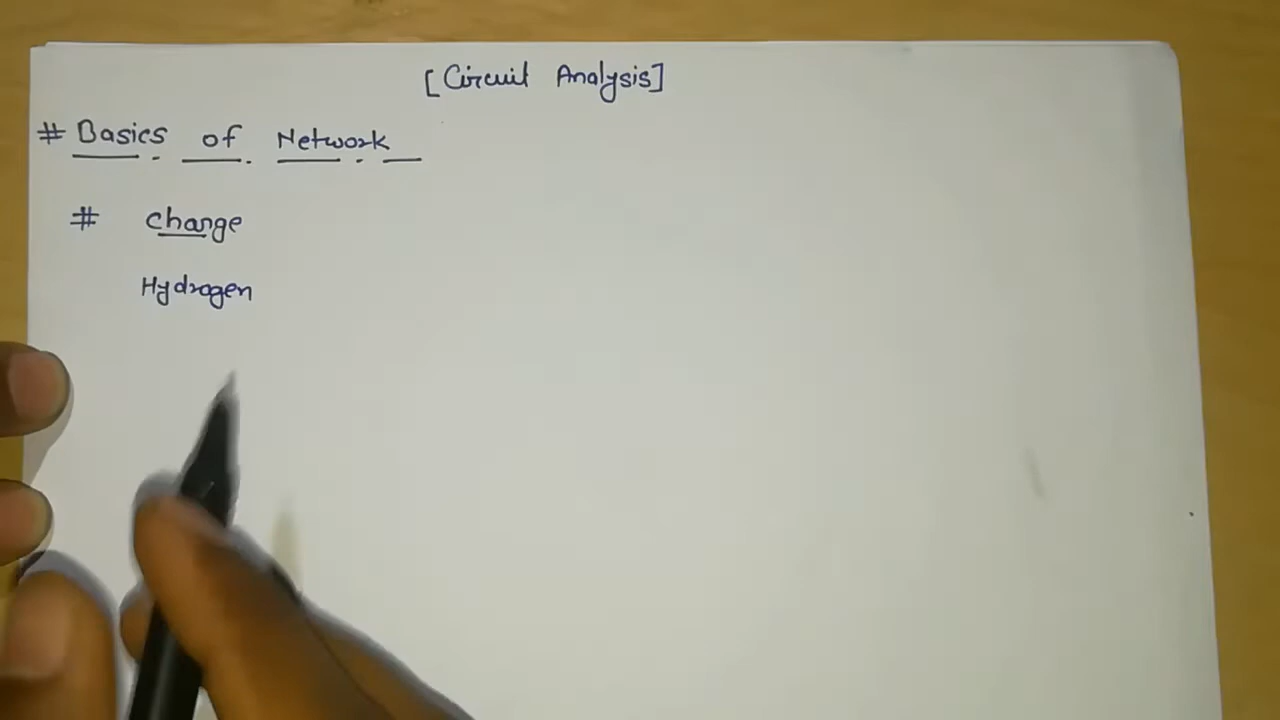 [Circuit Analysis]
# Basics of Network
# Charge
Hydrogen